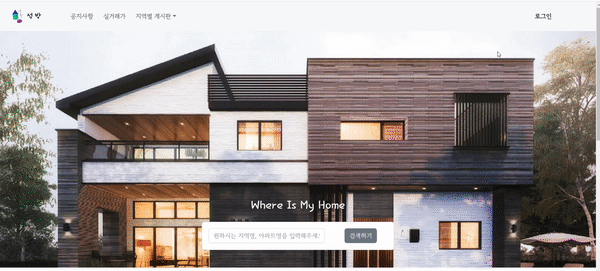 성 방
공지사항 실거래가 지역별 게시판
로그인
Where Is My Home
원하시는 지역명, 아파트명을 입력해주세요
검색하기